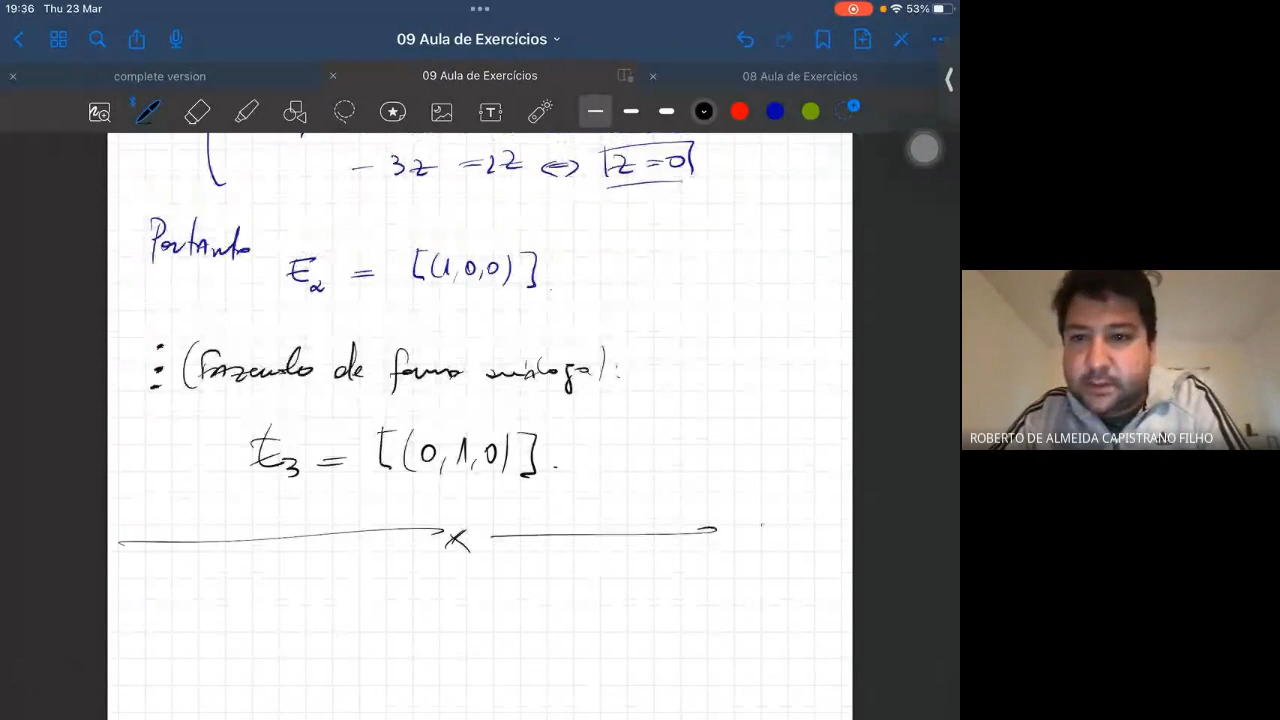 19:36 Thu 23 Mar
53%
09 Aula de Exercícios
complete version
09 Aula de Exercícios
08 Aula de Exercícios
- 3z = 2z <=> z = 0
Portanto
E₂ = [(1,0,0)]
(Fazendo de forma análoga):
E₃ = [(0,1,0)].
x
ROBERTO DE ALMEIDA CAPISTRANO FILHO